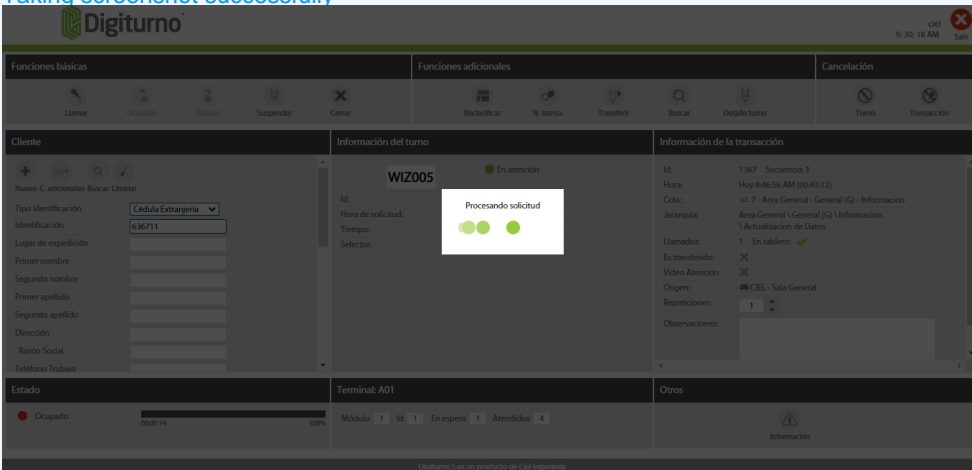 Taking screenshot successfully
Digiturno
ciel
9: 30: 18 AM
Salir
Funciones básicas
Funciones adicionales
Cancelación
Llamar
Ocupado
Distraer
Suspender
Cerrar
Reclasificar
N. transa.
Transferir
Buscar
Detalle turno
Turno
Transacción
Cliente
Nuevo C. adicionales Buscar Limpiar
Tipo Identificación Cédula Extranjería
Identificación 636711
Lugar de expedición
Primer nombre
Segundo nombre
Primer apellido
Segundo apellido
Dirección
. Razón Social
Teléfono Trabajo
Información del turno
WIZ005
En atención
Id:
Hora de solicitud:
Tiempo:
Selector:
Procesando solicitud
Información de la transacción
Id: 1367 Secuencia: 1
Hora: Hoy 8:46:56 AM (00:43:12)
Cola: 7 - Area General - General (G) - Informacion
Jerarquía: Area General \ General (G) \ Informacion
\ Actualizacion de Datos
Llamados: 1 En tablero:
Es transferido:
Video Atención
Origen: CIEL - Sala General
Repeticiones: 1
Observaciones:
Estado
Ocupado
00:00:14
100%
Terminal: A01
Módulo 1 Id 1 En espera 1 Atendidos 4
Otros
Información
Digiturno 5 es un producto de Ciel Ingeniería